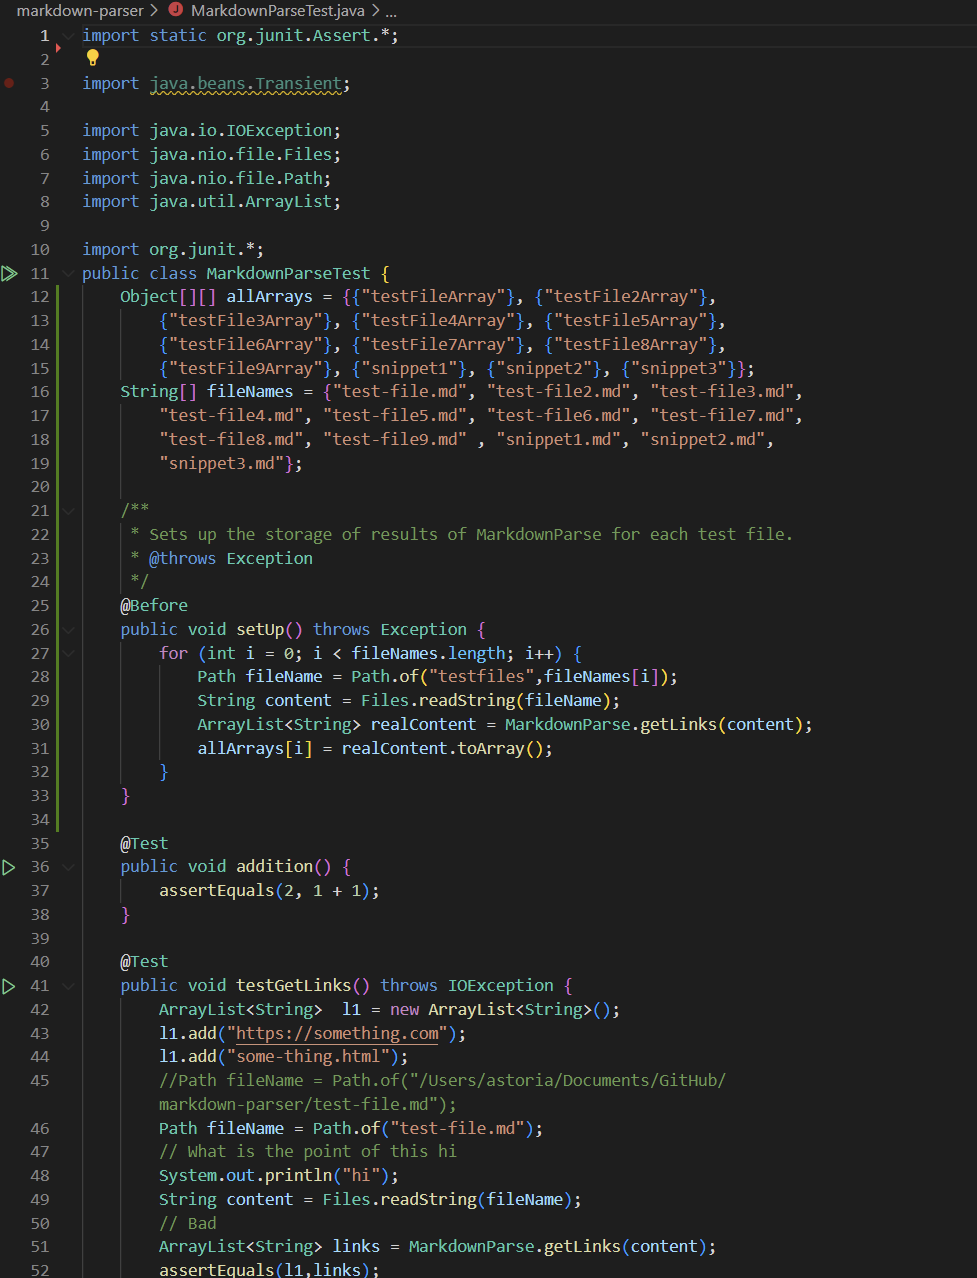 markdown-parser > MarkdownParseTest.java > ...
1 import static org.junit.Assert.*;
2
3 import java.beans.Transient;
4
5 import java.io.IOException;
6 import java.nio.file.Files;
7 import java.nio.file.Path;
8 import java.util.ArrayList;
9
10 import org.junit.*;
11 public class MarkdownParseTest {
12 Object[][] allArrays = {{"testFileArray"}, {"testFile2Array"},
13 {"testFile3Array"}, {"testFile4Array"}, {"testFile5Array"},
14 {"testFile6Array"}, {"testFile7Array"}, {"testFile8Array"},
15 {"testFile9Array"}, {"snippet1"}, {"snippet2"}, {"snippet3"}};
16 String[] fileNames = {"test-file.md", "test-file2.md", "test-file3.md",
17 "test-file4.md", "test-file5.md", "test-file6.md", "test-file7.md",
18 "test-file8.md", "test-file9.md" , "snippet1.md", "snippet2.md",
19 "snippet3.md"};
20
21 /**
22 * Sets up the storage of results of MarkdownParse for each test file.
23 * @throws Exception
24 */
25 @Before
26 public void setUp() throws Exception {
27 for (int i = 0; i < fileNames.length; i++) {
28 Path fileName = Path.of("testfiles",fileNames[i]);
29 String content = Files.readString(fileName);
30 ArrayList<String> realContent = MarkdownParse.getLinks(content);
31 allArrays[i] = realContent.toArray();
32 }
33 }
34
35 @Test
36 public void addition() {
37 assertEquals(2, 1 + 1);
38 }
39
40 @Test
41 public void testGetLinks() throws IOException {
42 ArrayList<String>  l1 = new ArrayList<String>();
43 l1.add("https://something.com");
44 l1.add("some-thing.html");
45 //Path fileName = Path.of("/Users/astoria/Documents/GitHub/
markdown-parser/test-file.md");
46 Path fileName = Path.of("test-file.md");
47 // What is the point of this hi
48 System.out.println("hi");
49 String content = Files.readString(fileName);
50 // Bad
51 ArrayList<String> links = MarkdownParse.getLinks(content);
52 assertEquals(l1,links);